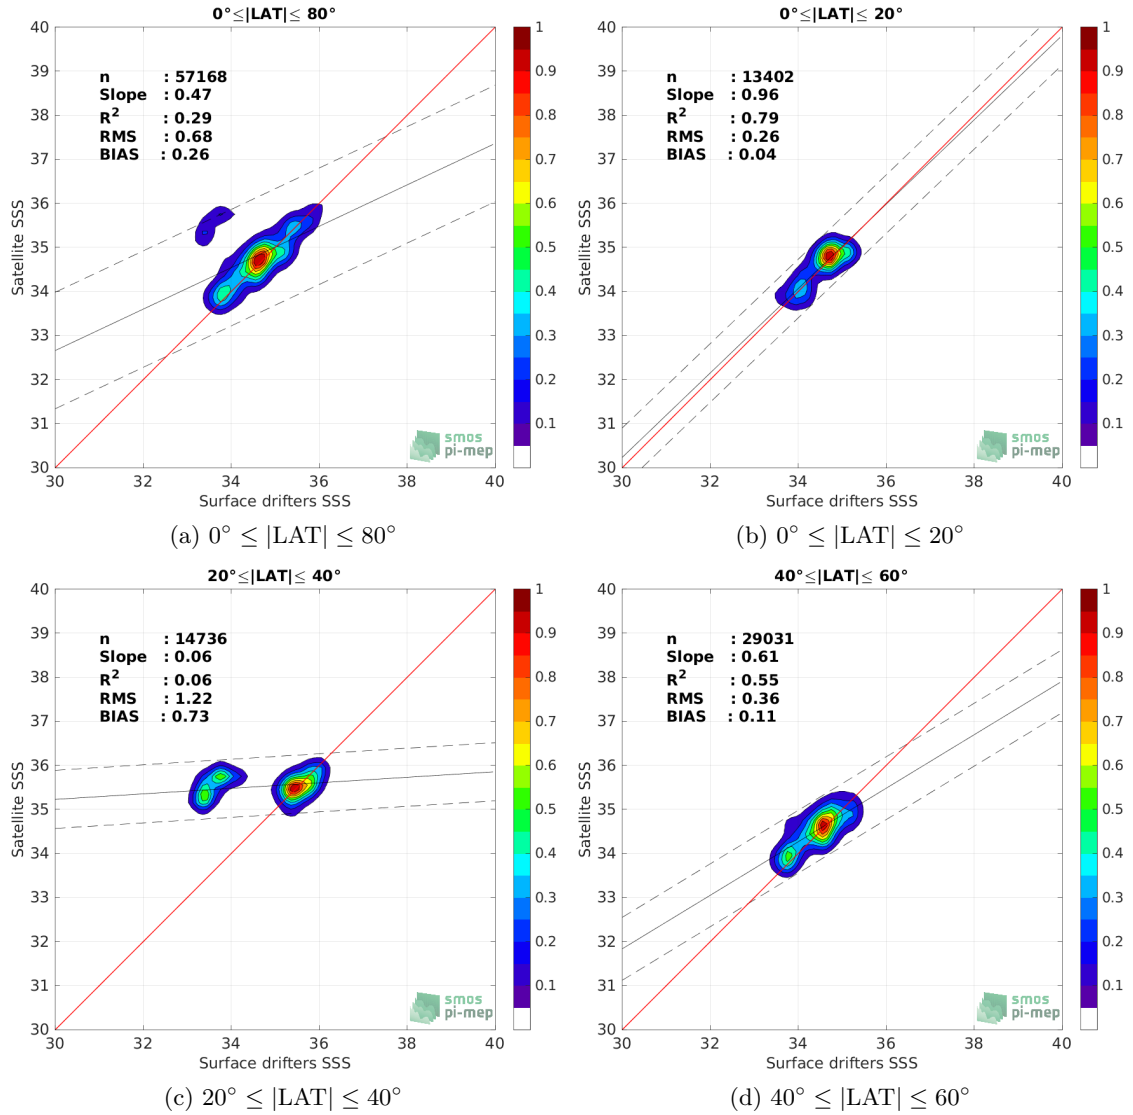 0°≤|LAT|≤ 80°
40
39
38
37
36
35
34
33
32
31
30
Satellite SSS
n : 57168
Slope : 0.47
R² : 0.29
RMS : 0.68
BIAS : 0.26
smos
pi-mep
30 32 34 36 38 40
Surface drifters SSS
1
0.9
0.8
0.7
0.6
0.5
0.4
0.3
0.2
0.1
(a) 0° ≤ |LAT| ≤ 80°
0°≤|LAT|≤ 20°
40
39
38
37
36
35
34
33
32
31
30
Satellite SSS
n : 13402
Slope : 0.96
R² : 0.79
RMS : 0.26
BIAS : 0.04
smos
pi-mep
30 32 34 36 38 40
Surface drifters SSS
1
0.9
0.8
0.7
0.6
0.5
0.4
0.3
0.2
0.1
(b) 0° ≤ |LAT| ≤ 20°
20°≤|LAT|≤ 40°
40
39
38
37
36
35
34
33
32
31
30
Satellite SSS
n : 14736
Slope : 0.06
R² : 0.06
RMS : 1.22
BIAS : 0.73
smos
pi-mep
30 32 34 36 38 40
Surface drifters SSS
1
0.9
0.8
0.7
0.6
0.5
0.4
0.3
0.2
0.1
(c) 20° ≤ |LAT| ≤ 40°
40°≤|LAT|≤ 60°
40
39
38
37
36
35
34
33
32
31
30
Satellite SSS
n : 29031
Slope : 0.61
R² : 0.55
RMS : 0.36
BIAS : 0.11
smos
pi-mep
30 32 34 36 38 40
Surface drifters SSS
1
0.9
0.8
0.7
0.6
0.5
0.4
0.3
0.2
0.1
(d) 40° ≤ |LAT| ≤ 60°